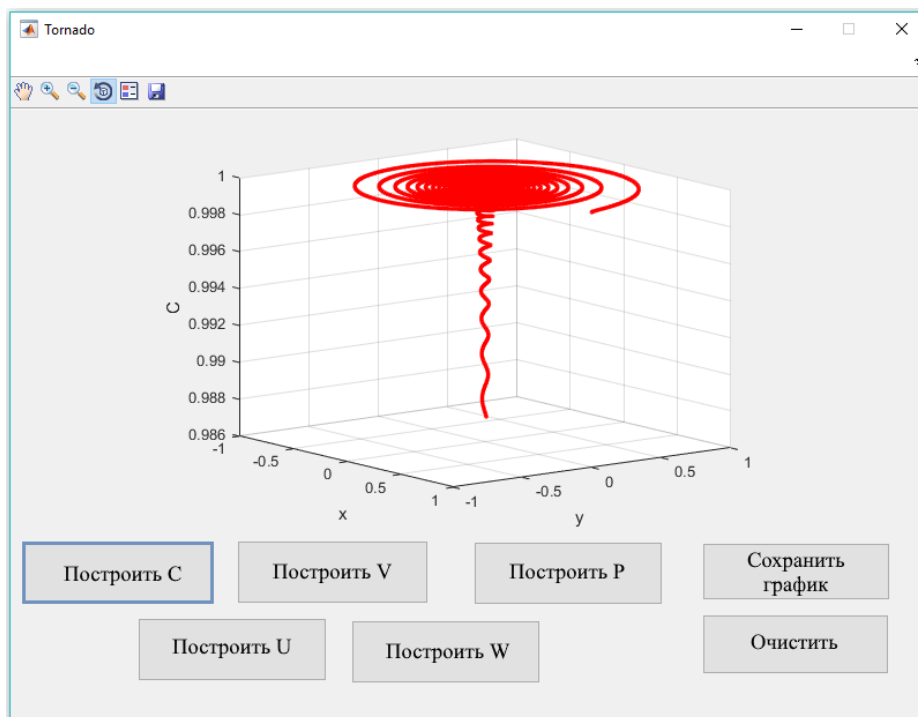 Tornado
1
0.998
0.996
0.994
0.992
0.99
0.988
0.986
C
-1
-0.5
0
0.5
1
x
-1
-0.5
0
0.5
1
y
Построить C
Построить V
Построить P
Сохранить
график
Построить U
Построить W
Очистить